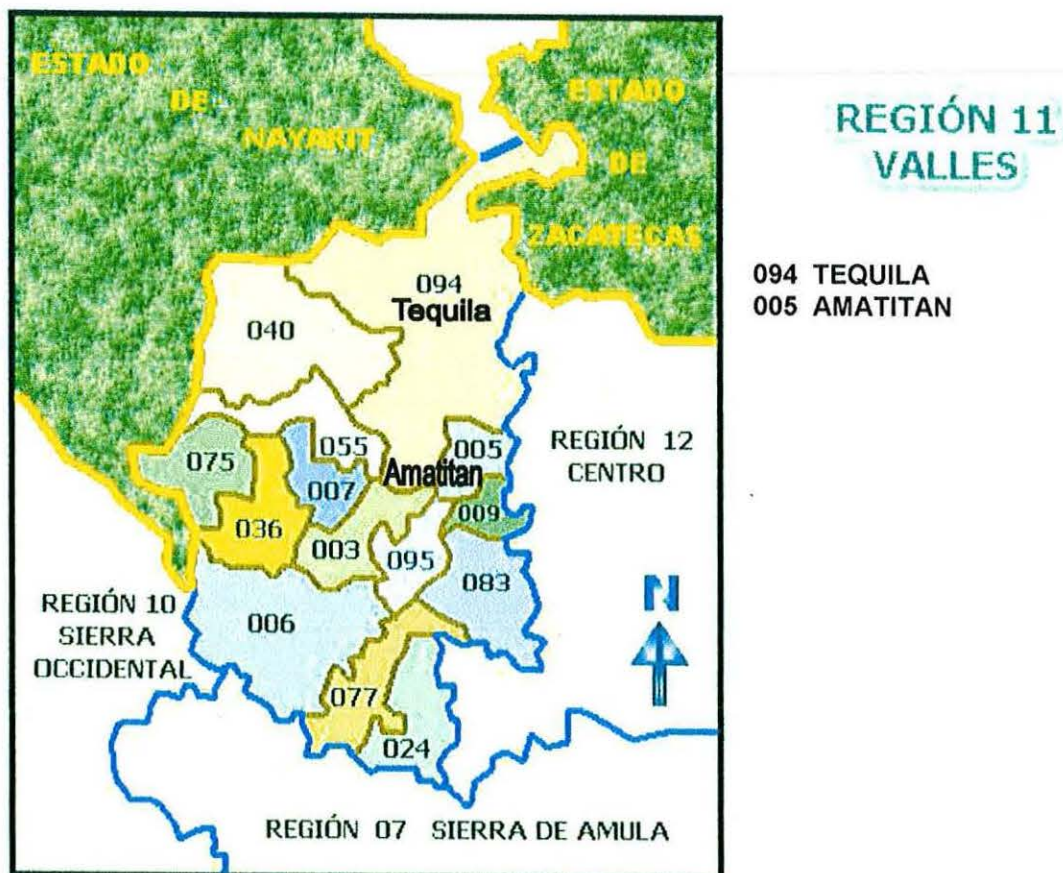 ESTADO
DE
NAYARIT
ESTADO
DE
ZACATECAS
REGIÓN 11
VALLES
094 TEQUILA
005 AMATITAN
094
Tequila
040
055
005
REGIÓN 12
CENTRO
075
007
Amatitan
009
036
003
095
083
REGIÓN 10
SIERRA
OCCIDENTAL
006
N
077
024
REGIÓN 07 SIERRA DE AMULA